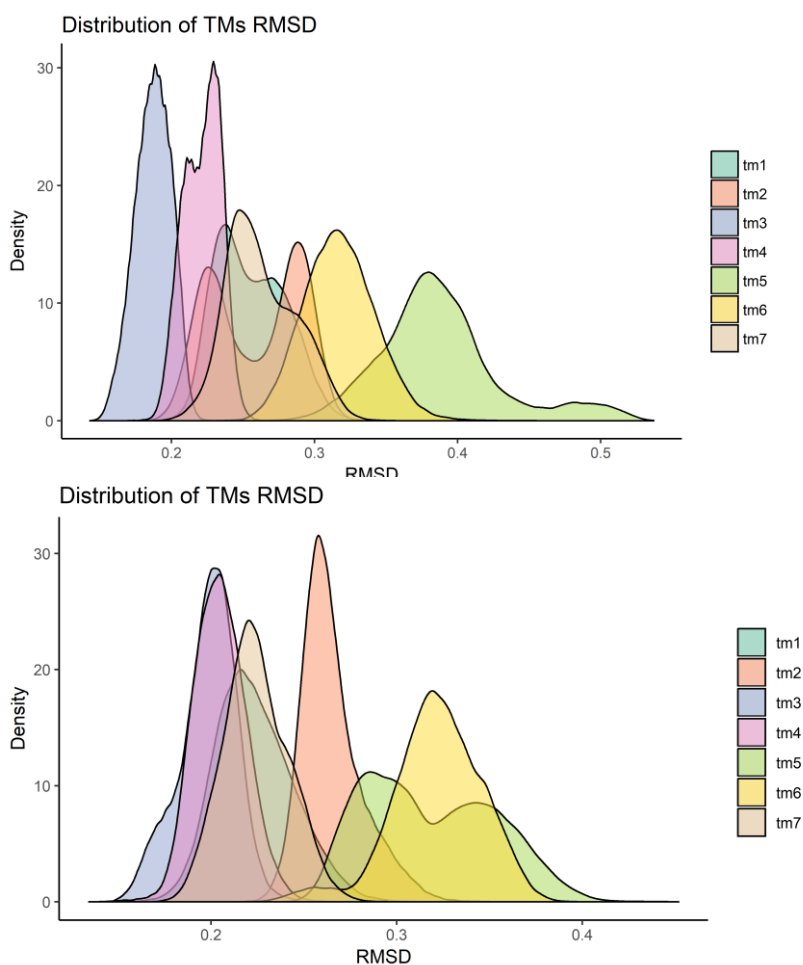 Distribution of TMs RMSD
30
20
10
0
Density
0.2
0.3
0.4
0.5
RMSD
tm1
tm2
tm3
tm4
tm5
tm6
tm7
Distribution of TMs RMSD
30
20
10
0
Density
0.2
0.3
0.4
RMSD
tm1
tm2
tm3
tm4
tm5
tm6
tm7